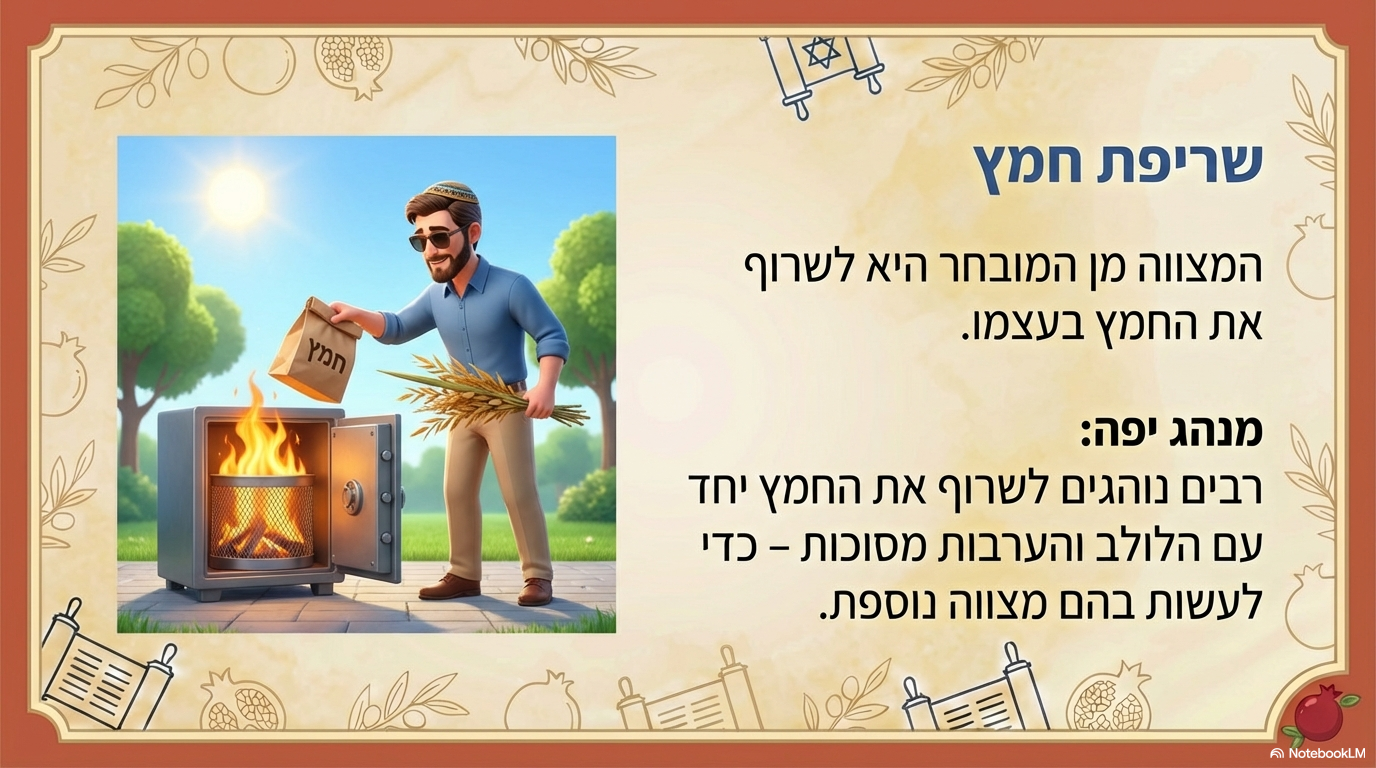 שריפת חמץ
המצווה מן המובחר היא לשרוף
את החמץ בעצמו.
מנהג יפה:
רבים נוהגים לשרוף את החמץ יחד
עם הלולב והערבות מסוכות – כדי
לעשות בהם מצווה נוספת.
חמץ
NotebookLM